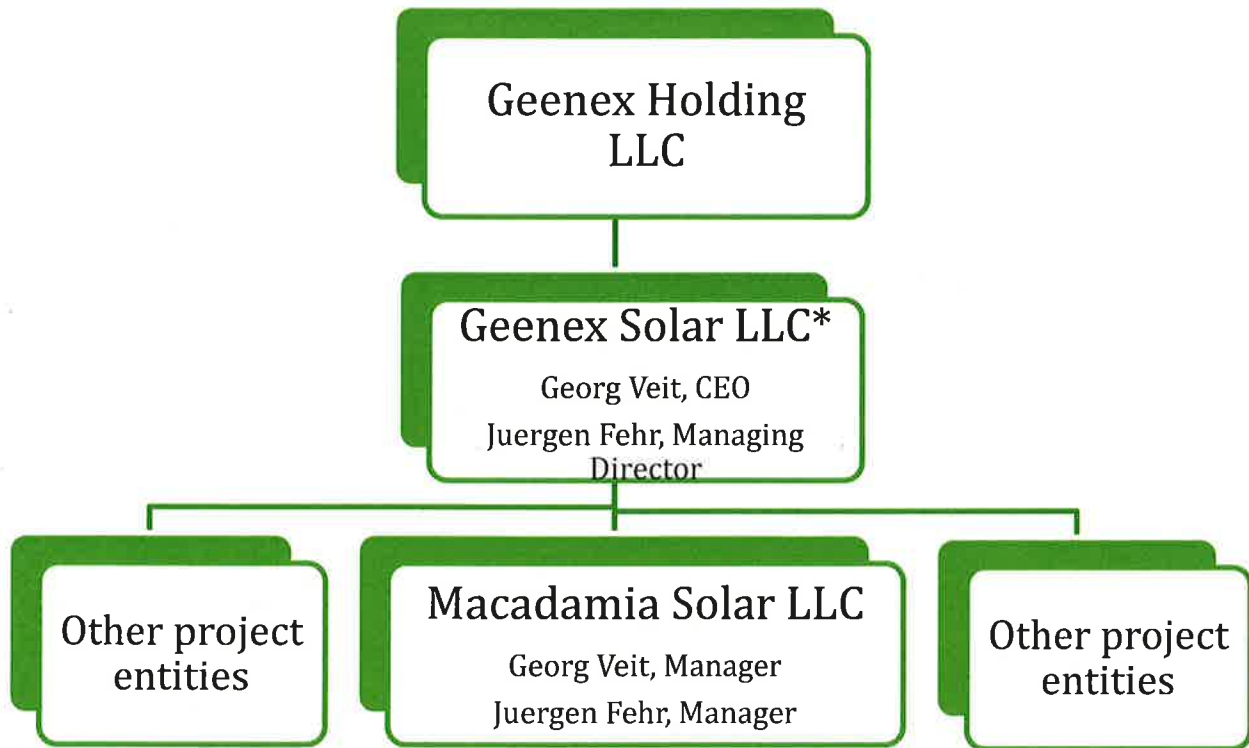 Geenex Holding
LLC
Geenex Solar LLC*
Georg Veit, CEO
Juergen Fehr, Managing
Director
Other project
entities
Macadamia Solar LLC
Georg Veit, Manager
Juergen Fehr, Manager
Other project
entities